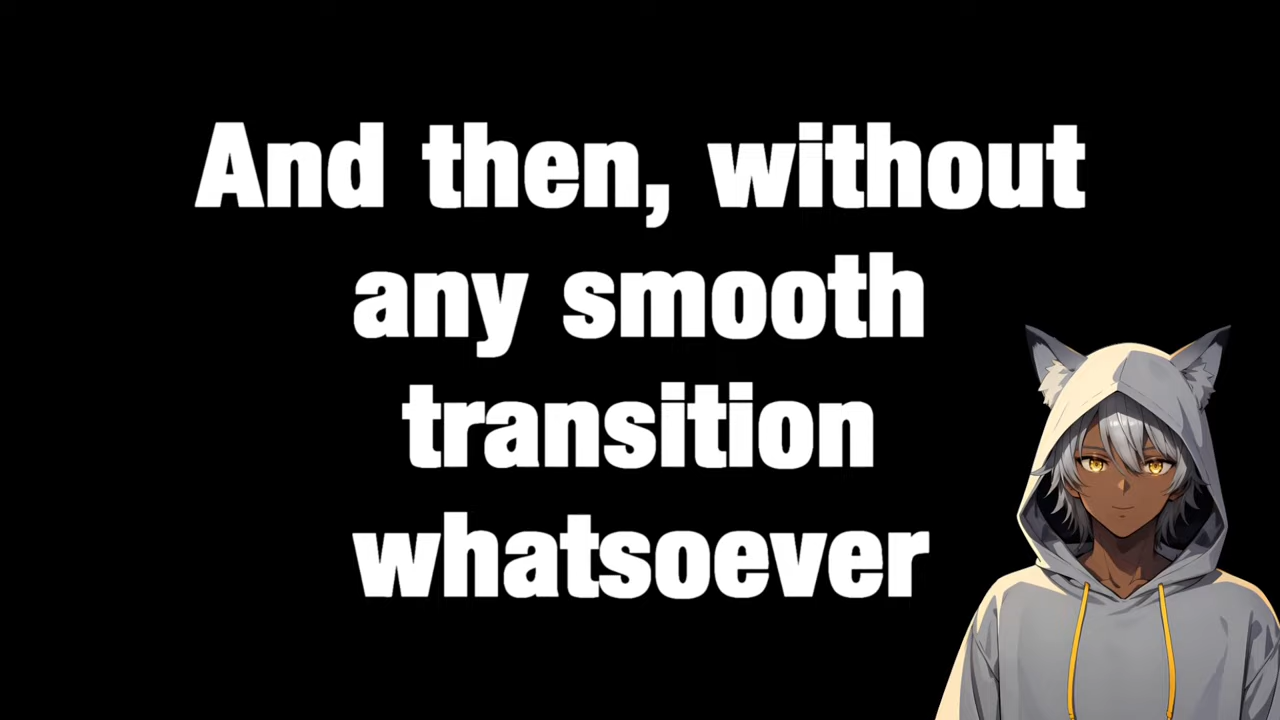 And then, without
any smooth
transition
whatsoever